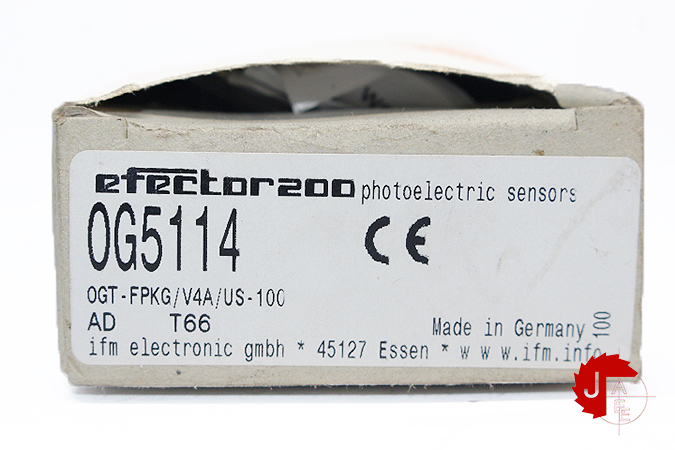 efector200 photoelectric sensors
OG5114 CE
OGT-FPKG/V4A/US-100
AD T66
Made in Germany
100
ifm electronic gmbh * 45127 Essen * www.ifm.info
J